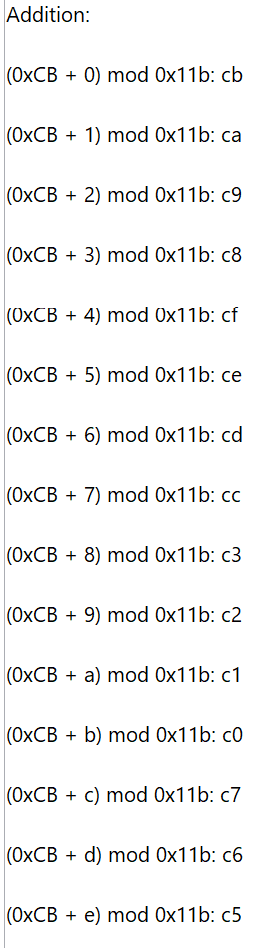 Addition:
(0xCB + 0) mod 0x11b: cb
(0xCB + 1) mod 0x11b: ca
(0xCB + 2) mod 0x11b: c9
(0xCB + 3) mod 0x11b: c8
(0xCB + 4) mod 0x11b: cf
(0xCB + 5) mod 0x11b: ce
(0xCB + 6) mod 0x11b: cd
(0xCB + 7) mod 0x11b: cc
(0xCB + 8) mod 0x11b: c3
(0xCB + 9) mod 0x11b: c2
(0xCB + a) mod 0x11b: c1
(0xCB + b) mod 0x11b: c0
(0xCB + c) mod 0x11b: c7
(0xCB + d) mod 0x11b: c6
(0xCB + e) mod 0x11b: c5